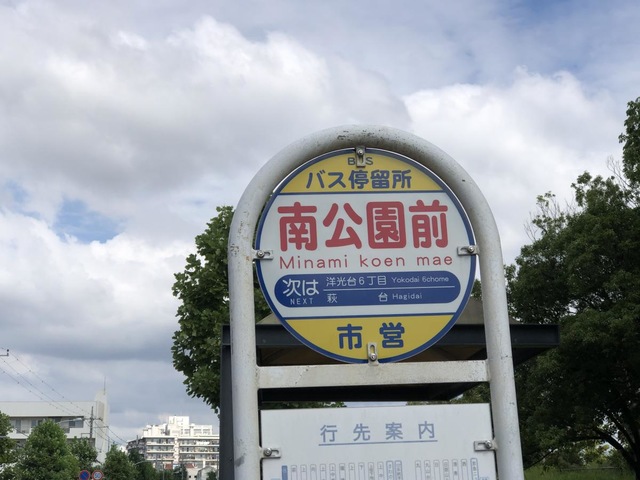 BUS
バス停留所
南公園前
Minami koen mae
次は NEXT
洋光台6丁目 Yokodai 6chome
萩台 Hagidai
市営
行先案内